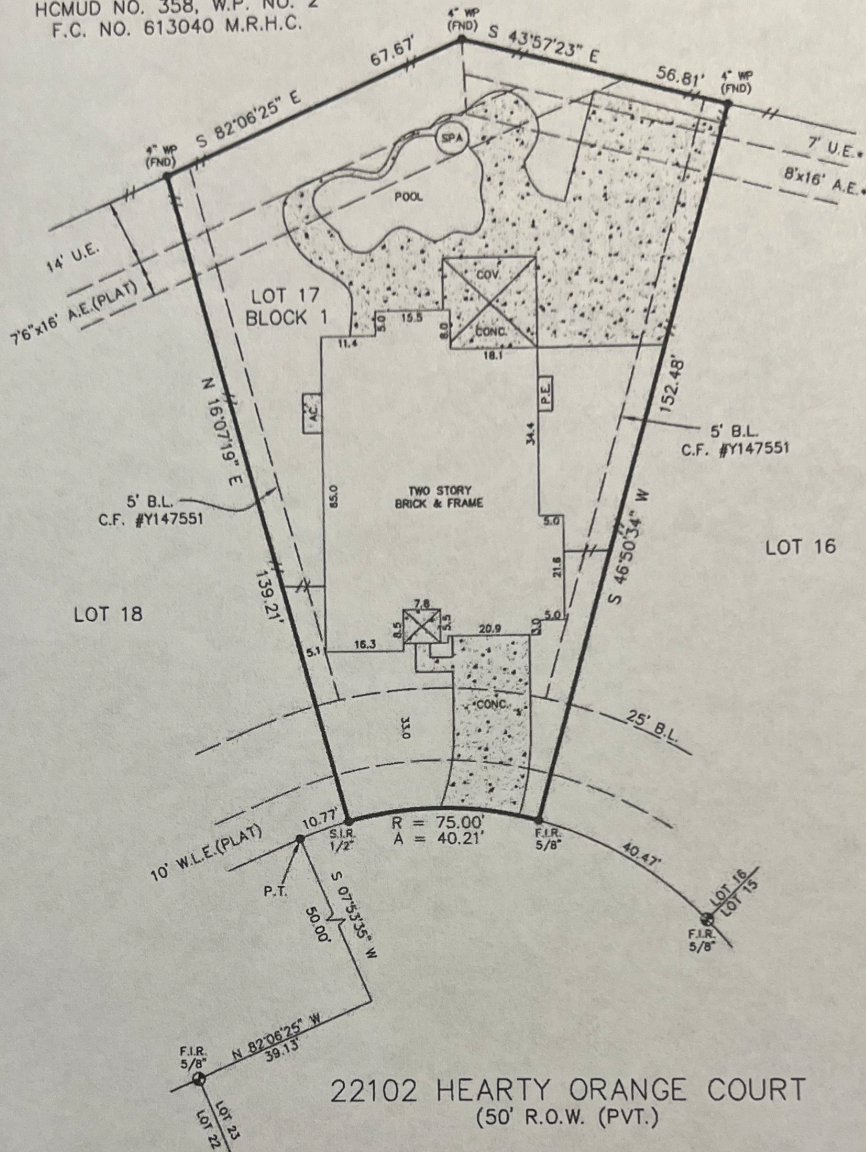 HCMUD NO. 358, W.P. NO. 2
F.C. NO. 613040 M.R.H.C.
4" WP
(FND)
S 43°57'23" E
67.67'
56.81'
4" WP
(FND)
S 82°06'25" E
4" WP
(FND)
7' U.E.
8'x16' A.E.
SPA
POOL
14' U.E.
7'6"x16' A.E.(PLAT)
LOT 17
BLOCK 1
COV.
CONC.
11.4
5.0
15.5
8.0
18.1
A/C
P.E.
N 16°07'19" E
152.48'
34.4
5' B.L.
C.F. #Y147551
5' B.L.
C.F. #Y147551
65.0
TWO STORY
BRICK & FRAME
5.0
21.6
S 46°50'34" W
LOT 16
LOT 18
139.21'
7.8
8.5
5.5
20.9
3.0
5.0
5.1
16.3
CONC.
33.0
25' B.L.
10' W.L.E.(PLAT)
10.77'
S.I.R.
1/2"
R = 75.00'
A = 40.21'
F.I.R.
5/8"
40.47'
P.T.
S 07°53'35" W
50.00'
LOT 16
LOT 15
F.I.R.
5/8"
N 82°06'25" W
39.13'
F.I.R.
5/8"
LOT 23
LOT 22
22102 HEARTY ORANGE COURT
(50' R.O.W. (PVT.)